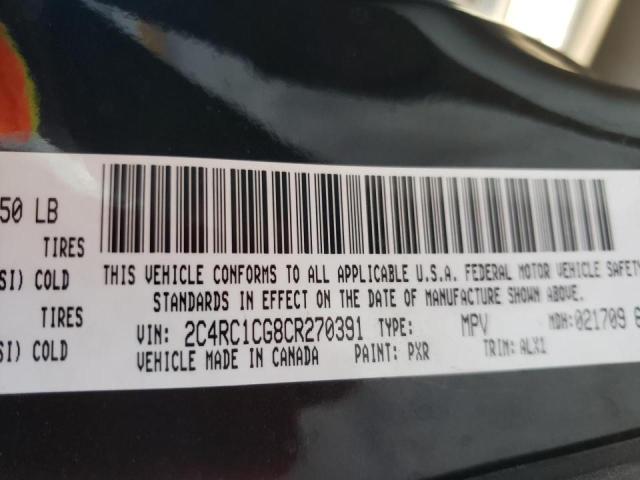 50 LB
TIRES
SI) COLD
TIRES
SI) COLD
THIS VEHICLE CONFORMS TO ALL APPLICABLE U.S.A. FEDERAL MOTOR VEHICLE SAFETY
STANDARDS IN EFFECT ON THE DATE OF MANUFACTURE SHOWN ABOVE.
VIN: 2C4RC1CG8CR270391 TYPE: MPV MDH:021709
VEHICLE MADE IN CANADA PAINT: PXR TRIM: ALX1